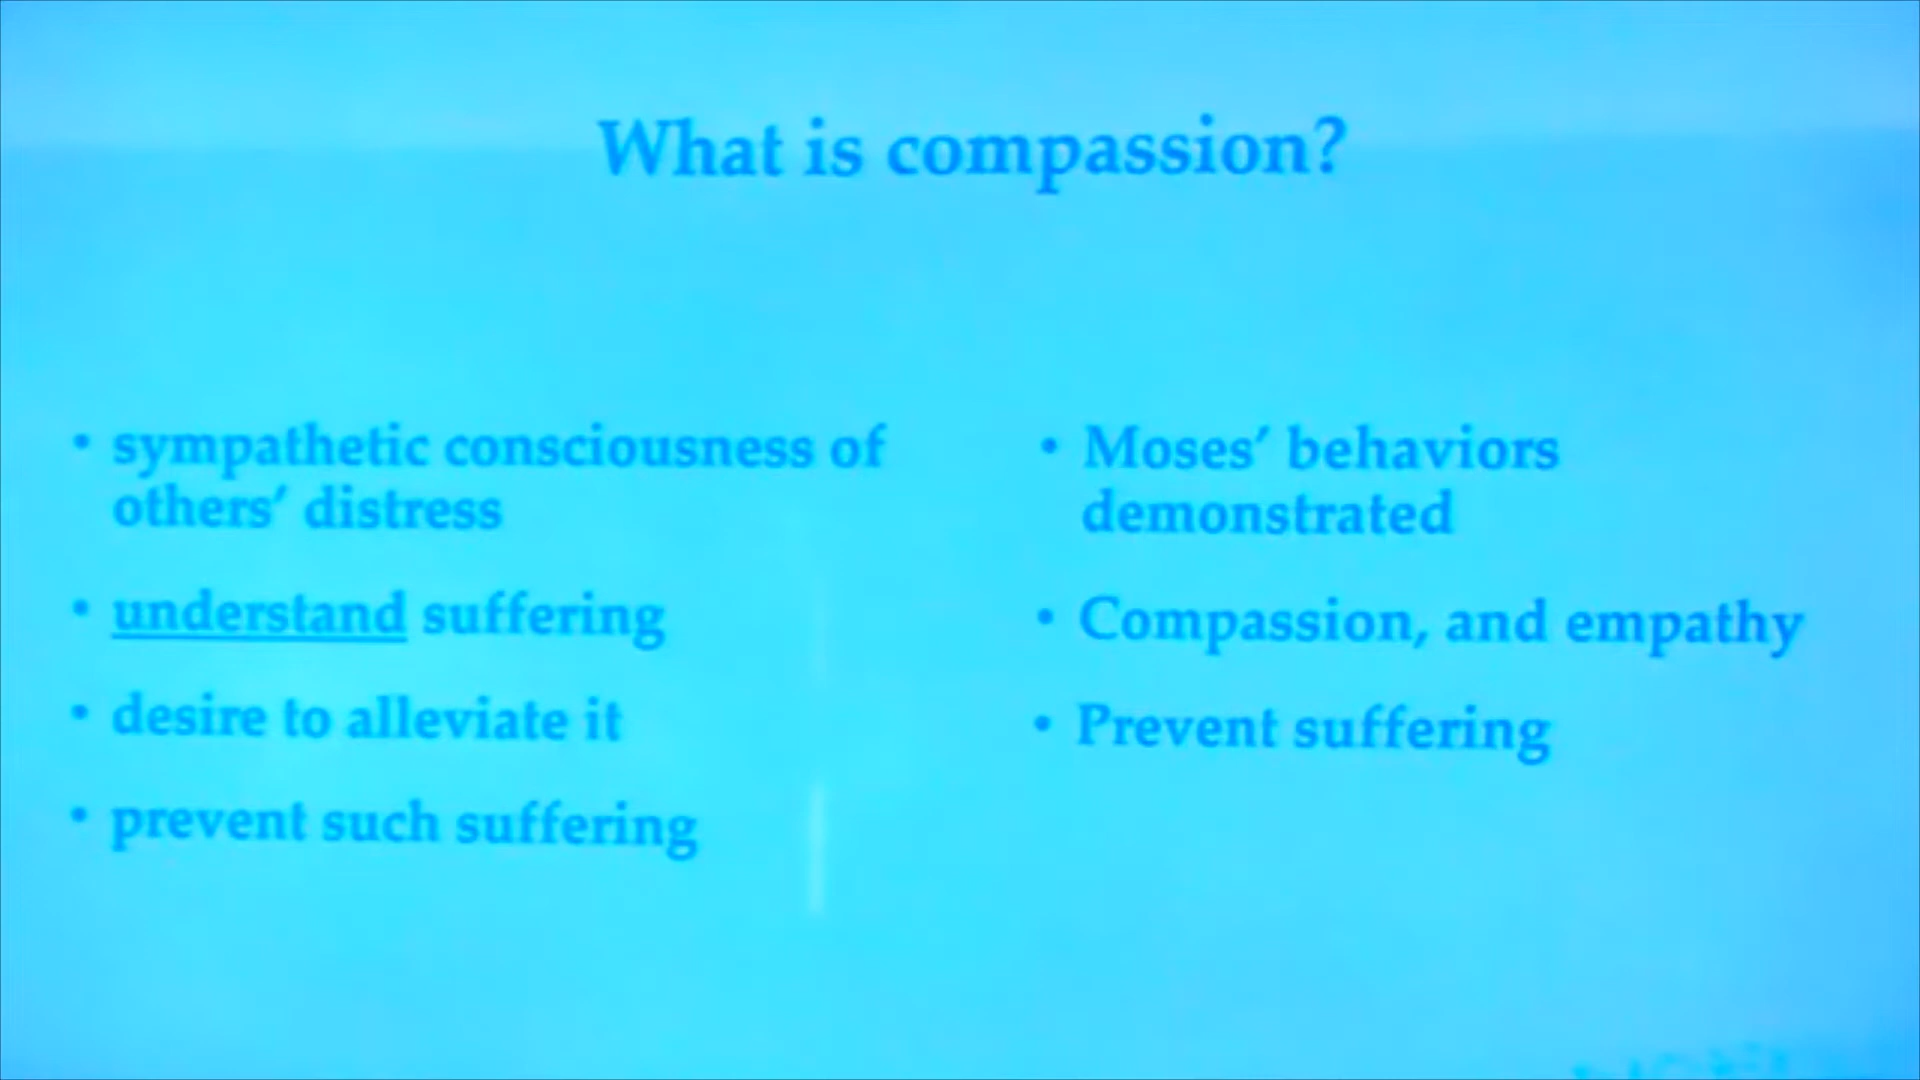 What is compassion?
• sympathetic consciousness of
others’ distress
• understand suffering
• desire to alleviate it
• prevent such suffering
• Moses’ behaviors
demonstrated
• Compassion, and empathy
• Prevent suffering